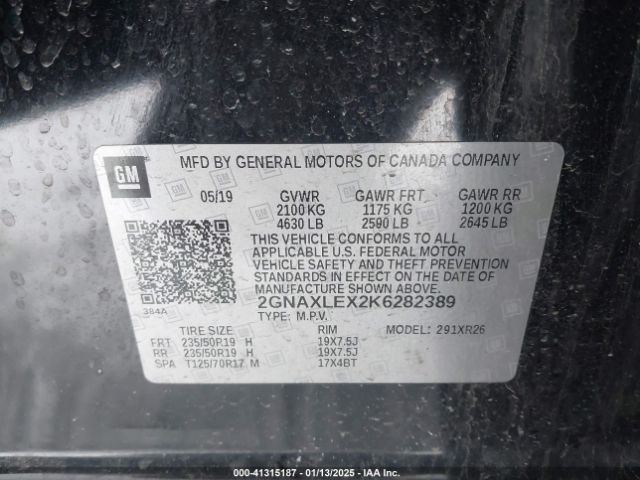 GM
MFD BY GENERAL MOTORS OF CANADA COMPANY
05/19 GVWR GAWR FRT GAWR RR
2100 KG 1175 KG 1200 KG
4630 LB 2590 LB 2645 LB
THIS VEHICLE CONFORMS TO ALL
APPLICABLE U.S. FEDERAL MOTOR
VEHICLE SAFETY AND THEFT PREVENTION
STANDARDS IN EFFECT ON THE DATE OF
MANUFACTURE SHOWN ABOVE.
2GNAXLEX2K6282389
384A
TYPE: M.P.V.
TIRE SIZE RIM MODEL: 291XR26
FRT 235/50R19 H 19X7.5J
RR 235/50R19 H 19X7.5J
SPA T125/70R17 M 17X4BT
000-41315187 - 01/13/2025 - IAA Inc.